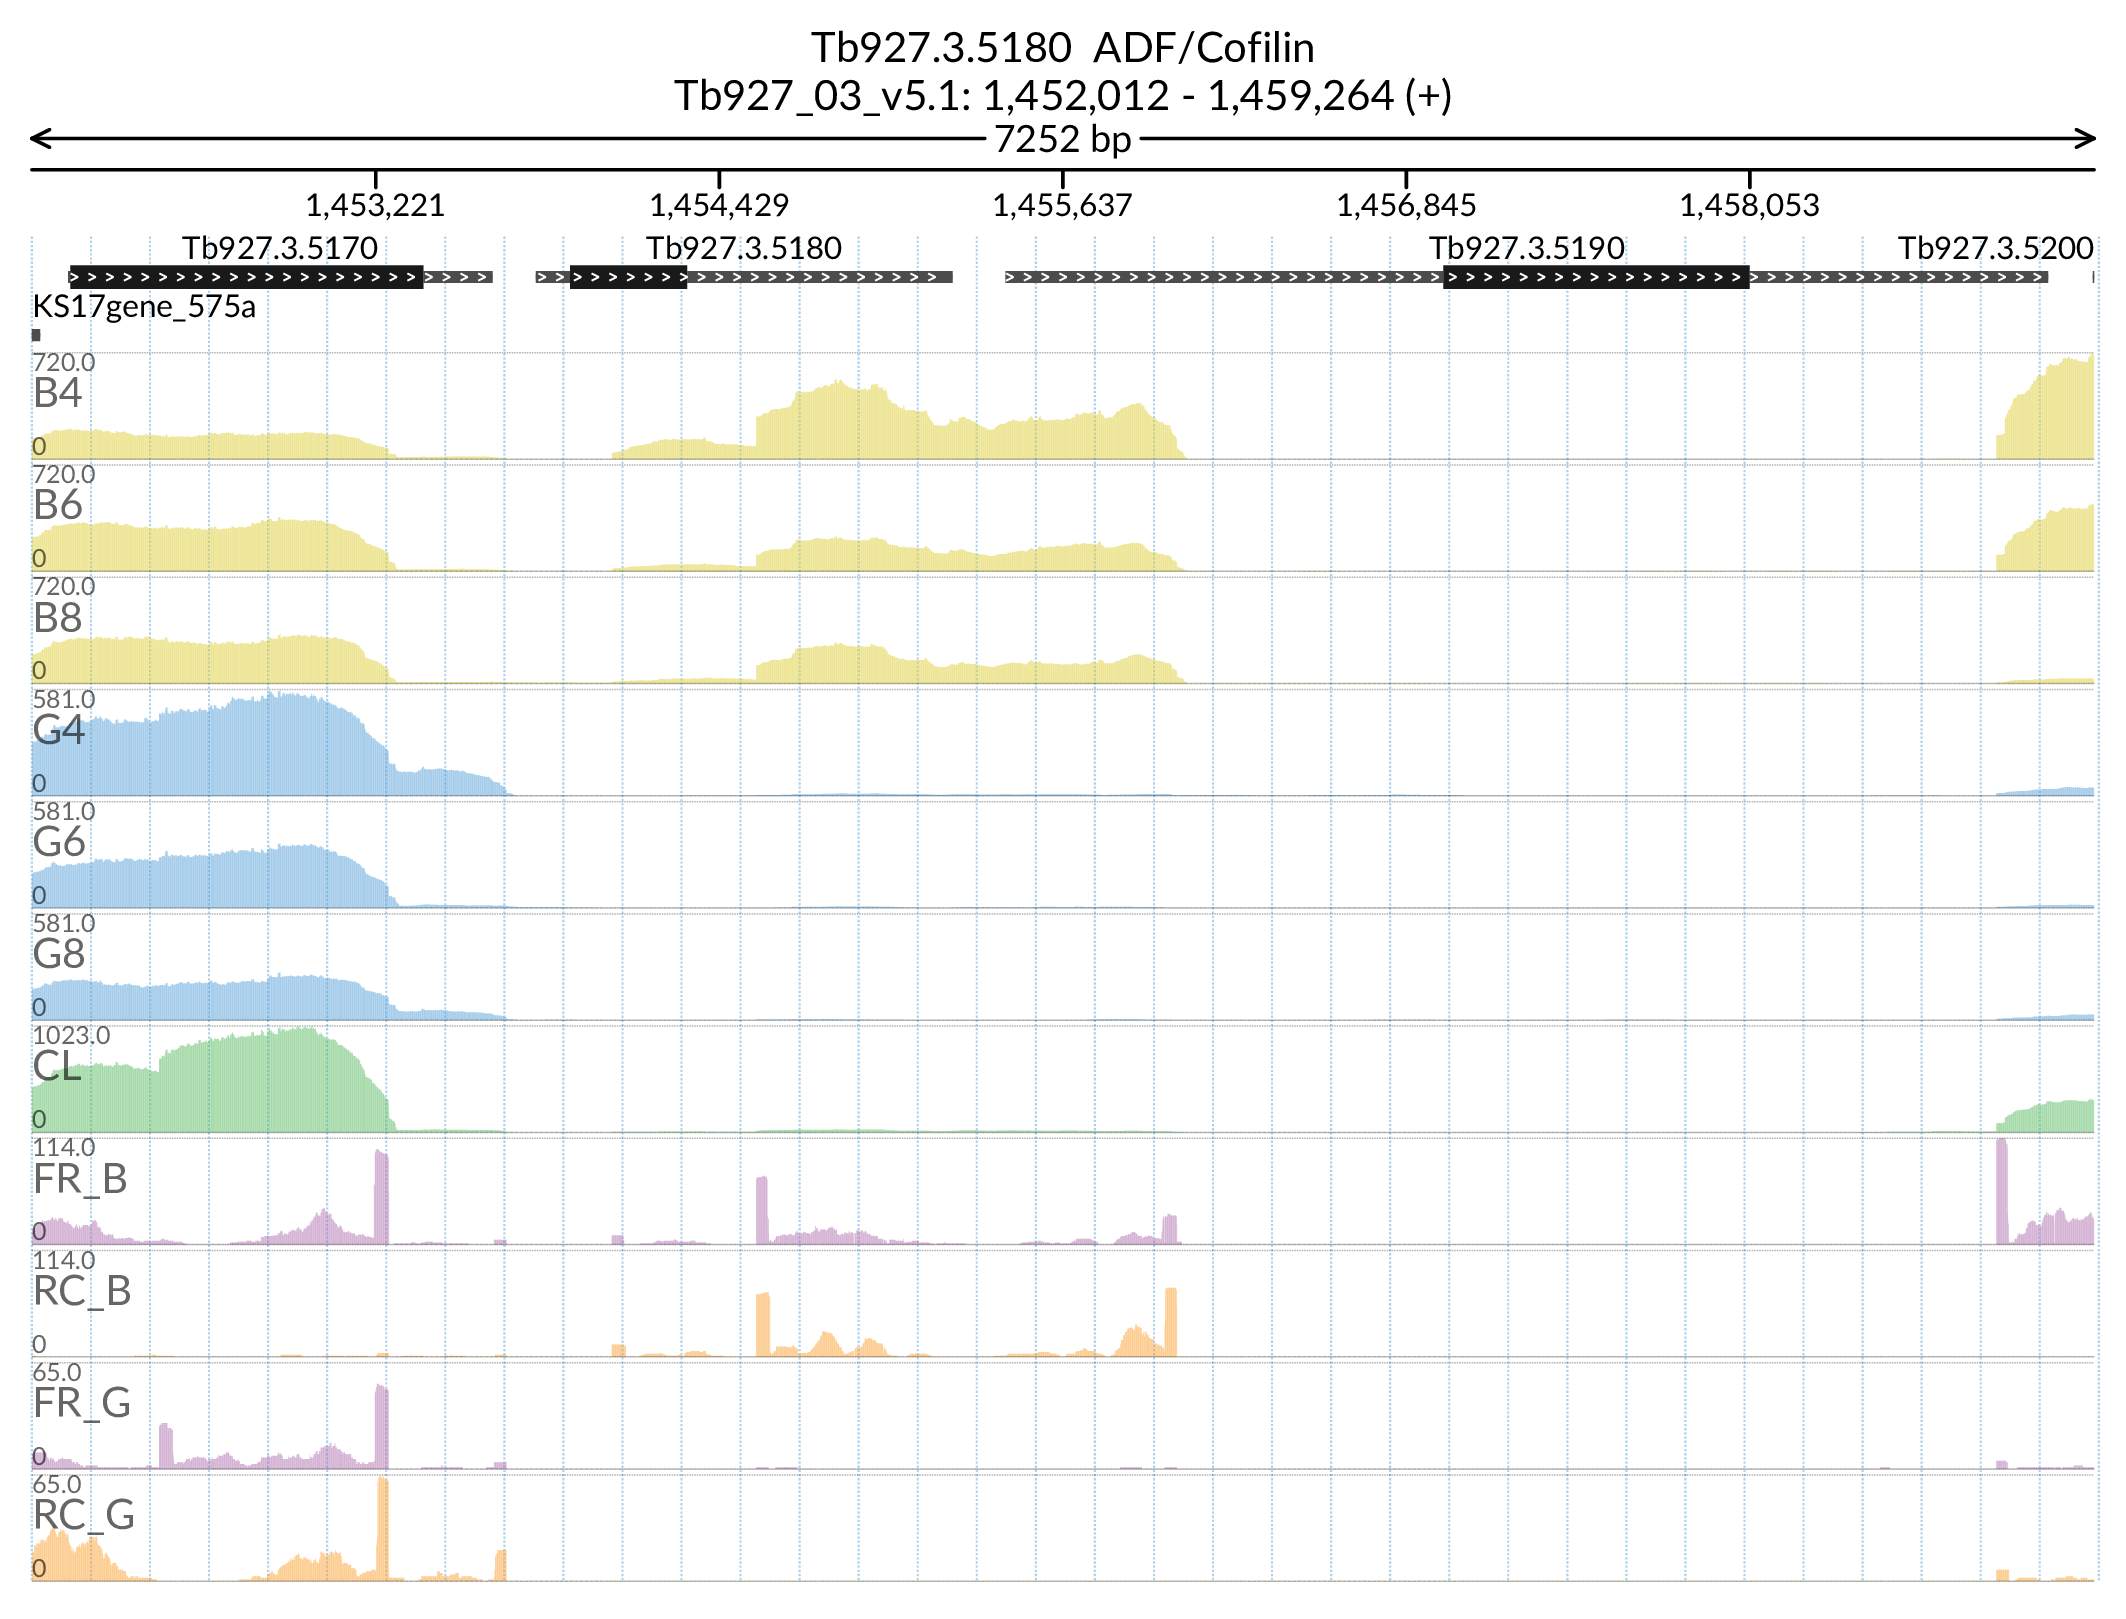 Tb927.3.5180 ADF/Cofilin
Tb927_03_v5.1: 1,452,012 - 1,459,264 (+)
7252 bp
1,453,221 1,454,429 1,455,637 1,456,845 1,458,053
Tb927.3.5170 Tb927.3.5180 Tb927.3.5190 Tb927.3.5200
KS17gene_575a
720.0
B4
0
720.0
B6
0
720.0
B8
0
581.0
G4
0
581.0
G6
0
581.0
G8
0
1023.0
CL
0
114.0
FR_B
0
114.0
RC_B
0
65.0
FR_G
0
65.0
RC_G
0